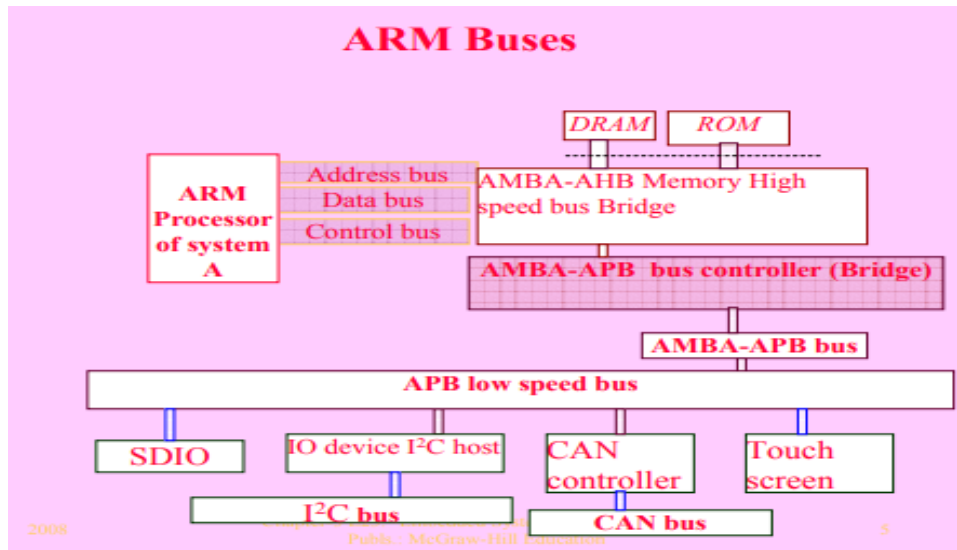 ARM Buses
DRAM ROM
Address bus
Data bus
Control bus
ARM
Processor
of system
A
AMBA-AHB Memory High
speed bus Bridge
AMBA-APB bus controller (Bridge)
AMBA-APB bus
APB low speed bus
SDIO
IO device I²C host
CAN
controller
Touch
screen
I²C bus
CAN bus
2008
Publs.: McGraw-Hill Education
5